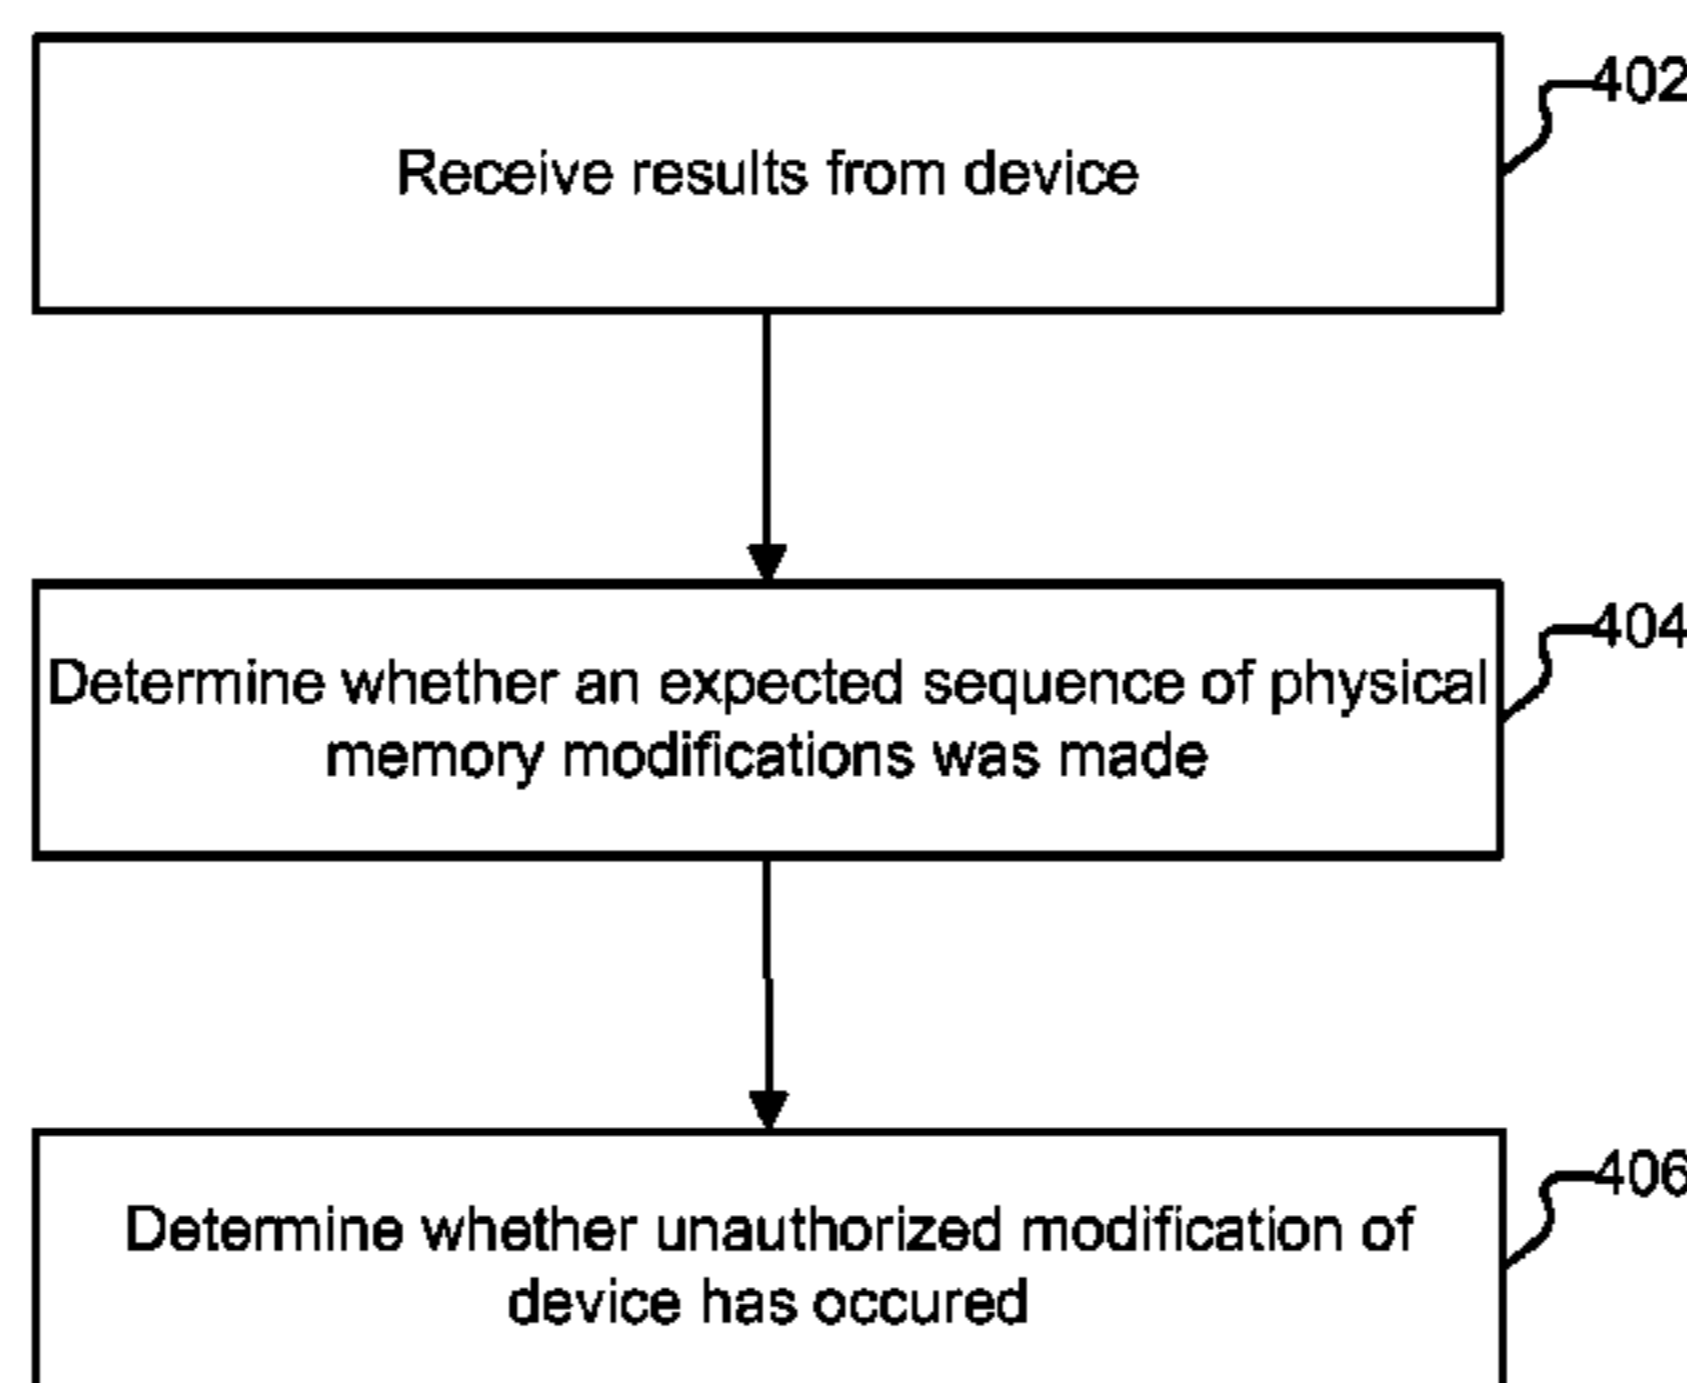 402
Receive results from device
404
Determine whether an expected sequence of physical
memory modifications was made
406
Determine whether unauthorized modification of
device has occured